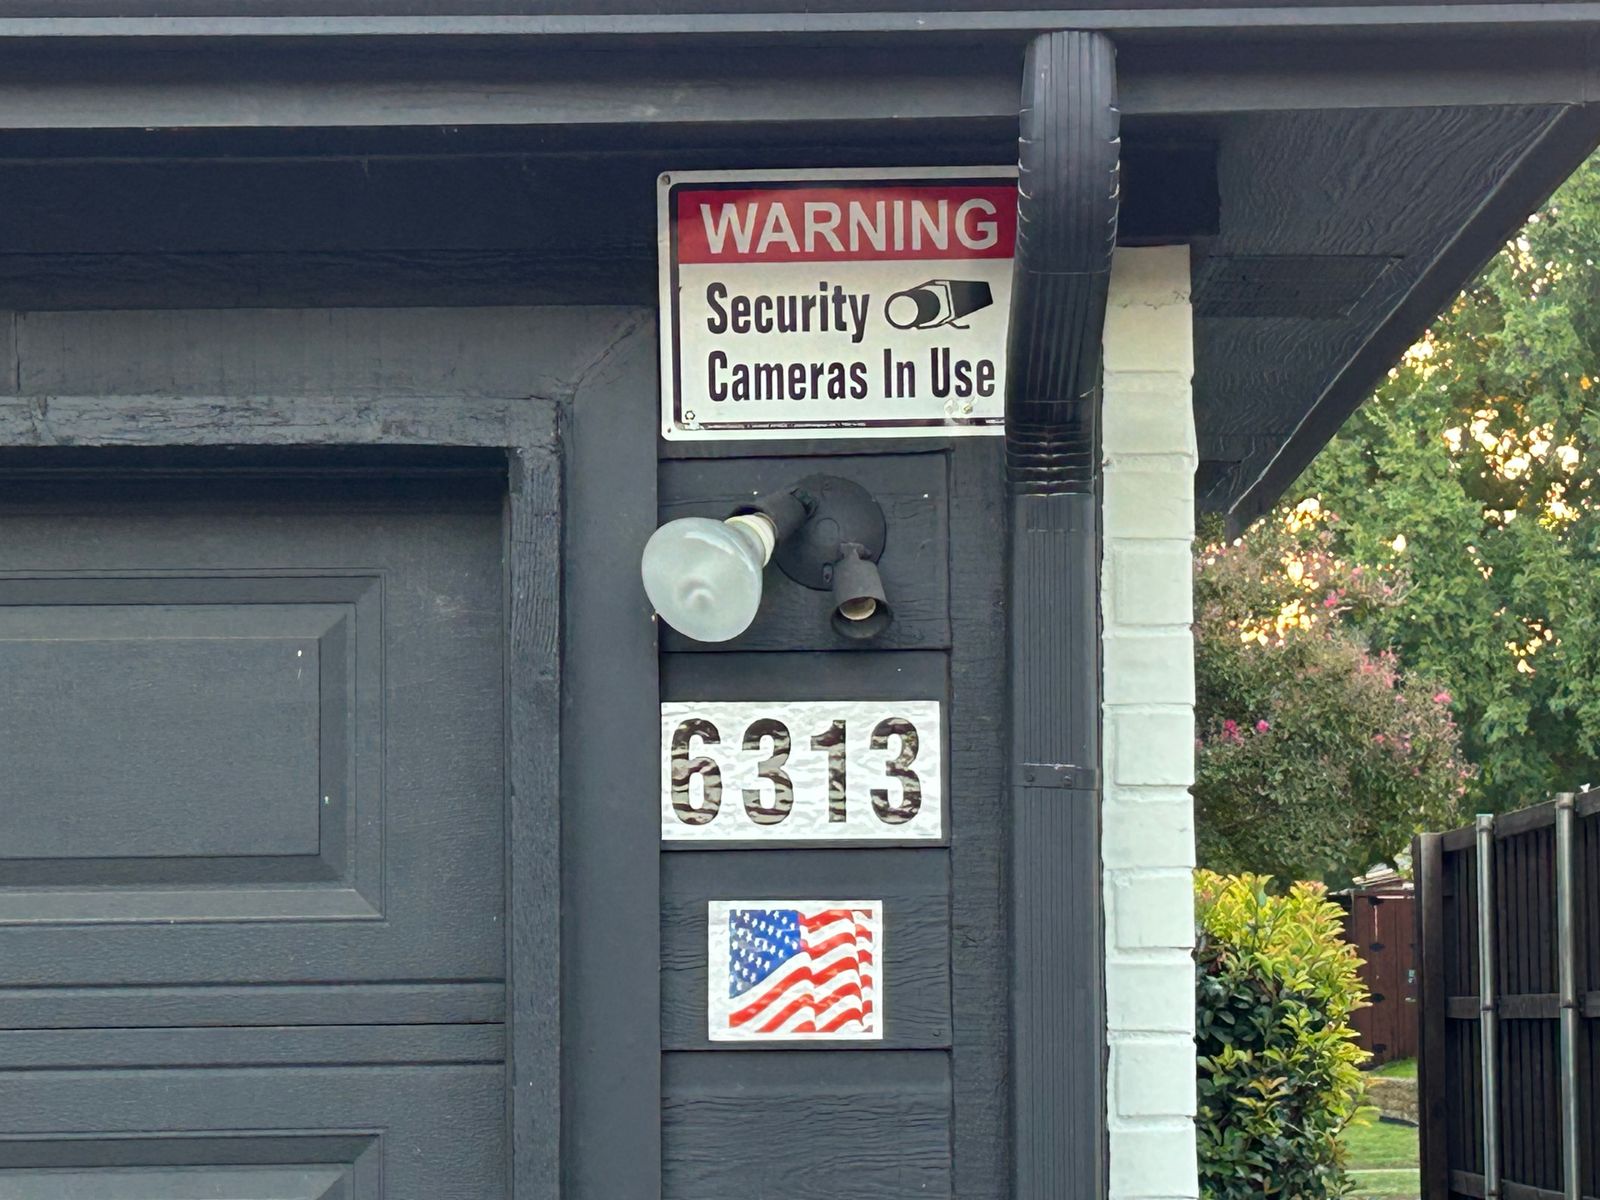 WARNING
Security
Cameras In Use
6313